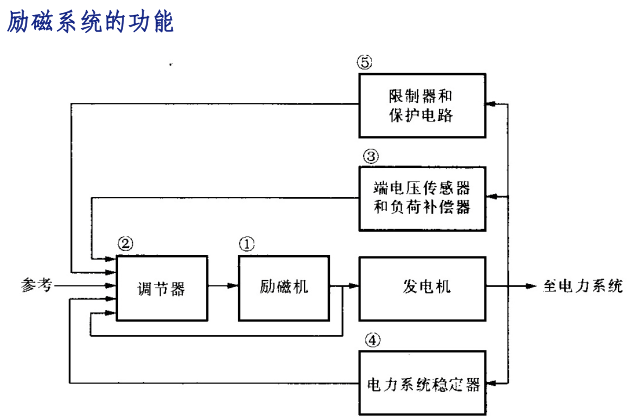 励磁系统的功能
⑤
限制器和
保护电路
③
端电压传感器
和负荷补偿器
②
调节器
①
励磁机
发电机
参考
至电力系统
④
电力系统稳定器